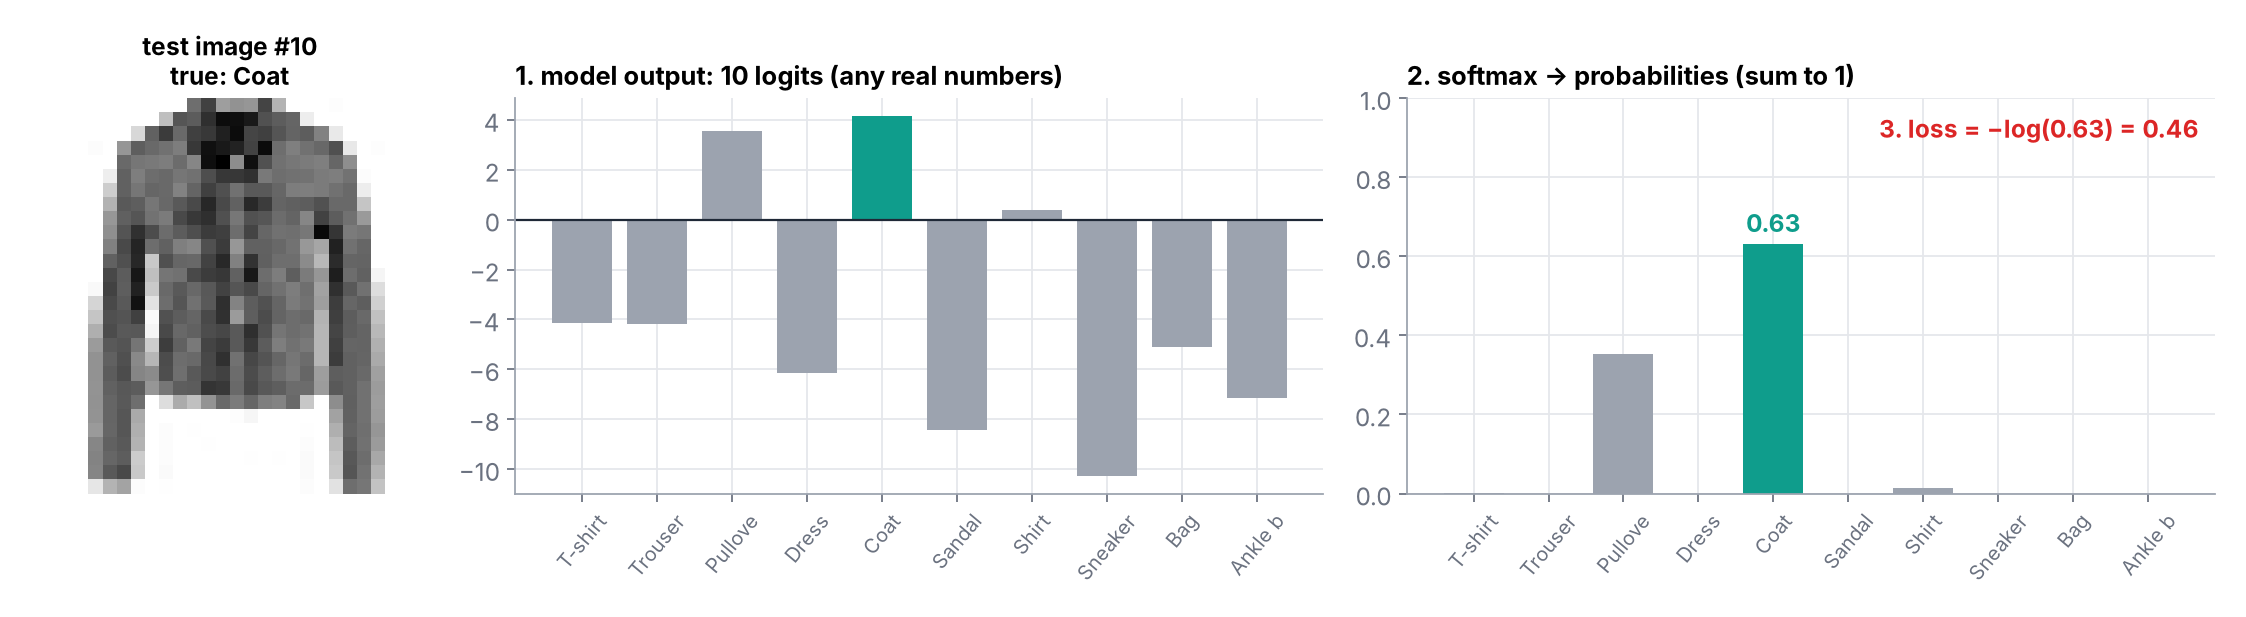 test image #10
true: Coat
1. model output: 10 logits (any real numbers)
4
2
0
−2
−4
−6
−8
−10
T-shirt
Trouser
Pullove
Dress
Coat
Sandal
Shirt
Sneaker
Bag
Ankle b
2. softmax → probabilities (sum to 1)
3. loss = −log(0.63) = 0.46
0.63
1.0
0.8
0.6
0.4
0.2
0.0
T-shirt
Trouser
Pullove
Dress
Coat
Sandal
Shirt
Sneaker
Bag
Ankle b